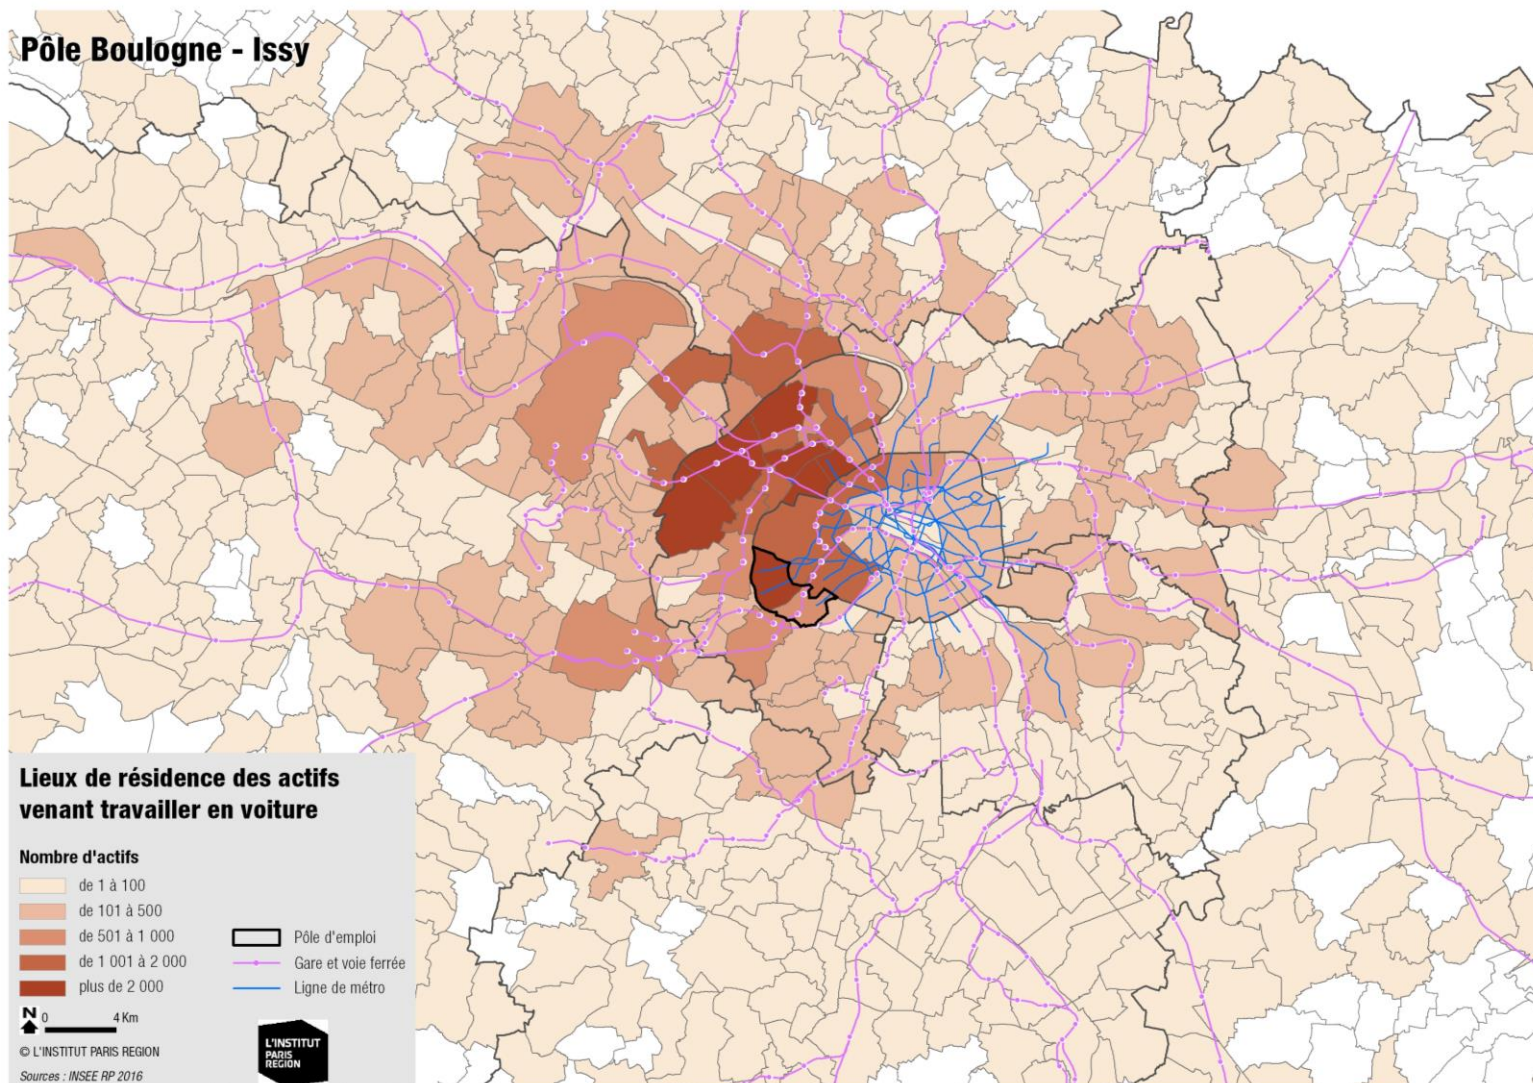 Pôle Boulogne - Issy
Lieux de résidence des actifs
venant travailler en voiture
Nombre d'actifs
de 1 à 100
de 101 à 500
de 501 à 1 000
de 1 001 à 2 000
plus de 2 000
Pôle d'emploi
Gare et voie ferrée
Ligne de métro
N
0 4 Km
© L'INSTITUT PARIS REGION
Sources : INSEE RP 2016
L'INSTITUT
PARIS
REGION